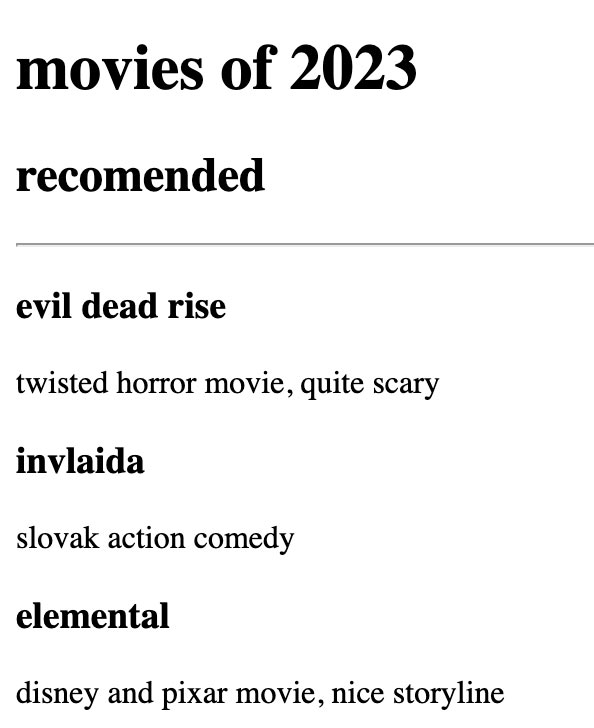 movies of 2023
recomended
evil dead rise
twisted horror movie, quite scary
invlaida
slovak action comedy
elemental
disney and pixar movie, nice storyline